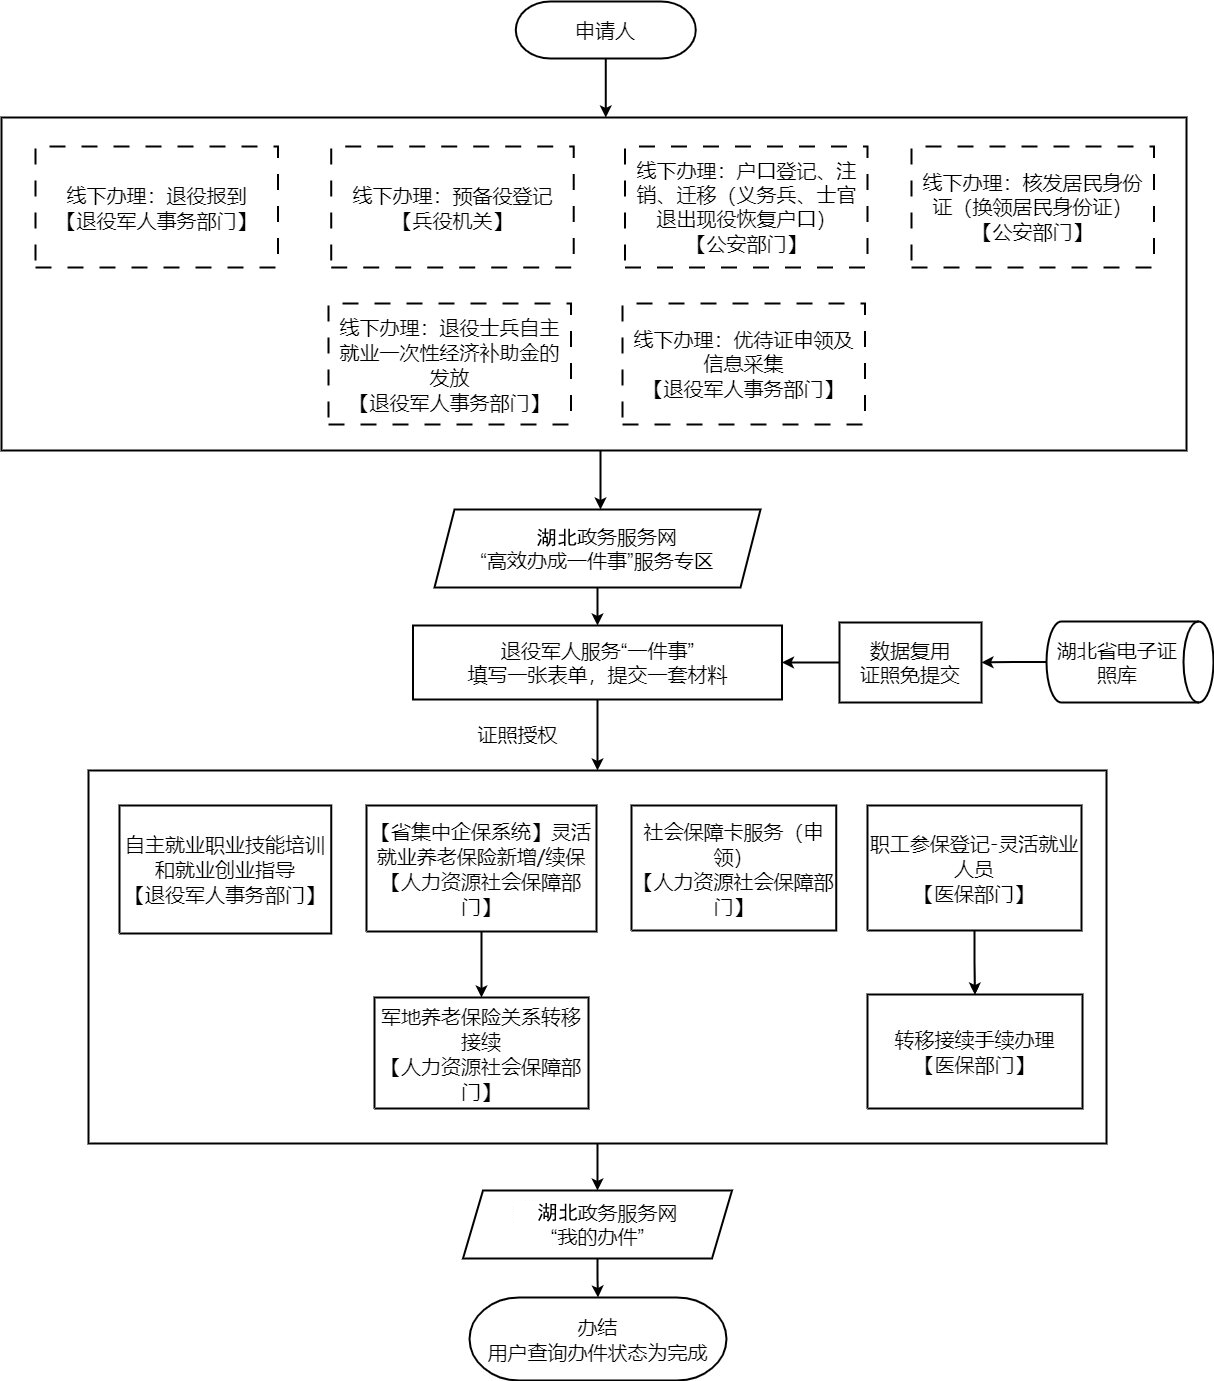 申请人
线下办理：退役报到
【退役军人事务部门】
线下办理：预备役登记
【兵役机关】
线下办理：户口登记、注
销、迁移（义务兵、士官
退出现役恢复户口）
【公安部门】
线下办理：核发居民身份
证（换领居民身份证）
【公安部门】
线下办理：退役士兵自主
就业一次性经济补助金的
发放
【退役军人事务部门】
线下办理：优待证申领及
信息采集
【退役军人事务部门】
湖北政务服务网
“高效办成一件事”服务专区
退役军人服务“一件事”
填写一张表单，提交一套材料
数据复用
证照免提交
湖北省电子证
照库
证照授权
自主就业职业技能培训
和就业创业指导
【退役军人事务部门】
【省集中企保系统】灵活
就业养老保险新增/续保
【人力资源社会保障部
门】
社会保障卡服务（申
领）
【人力资源社会保障部
门】
职工参保登记-灵活就业
人员
【医保部门】
军地养老保险关系转移
接续
【人力资源社会保障部
门】
转移接续手续办理
【医保部门】
湖北政务服务网
“我的办件”
办结
用户查询办件状态为完成